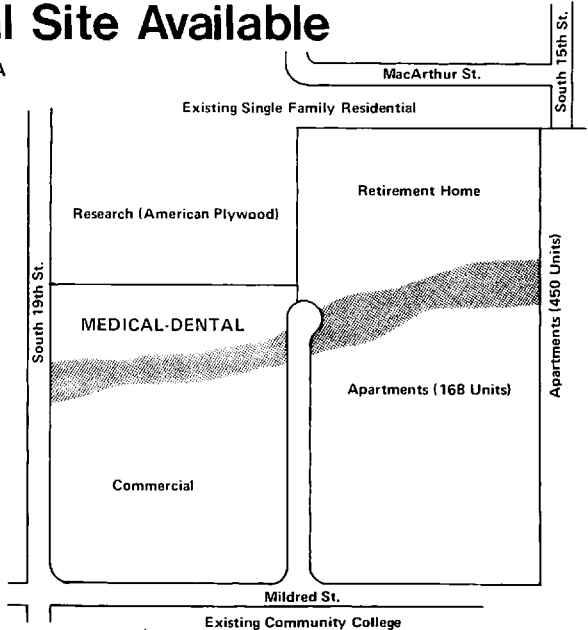 l Site Available
A
MacArthur St.
South 15th St.
Existing Single Family Residential
Retirement Home
Research (American Plywood)
South 19th St.
MEDICAL-DENTAL
Apartments (450 Units)
Apartments (168 Units)
Commercial
Mildred St.
Existing Community College